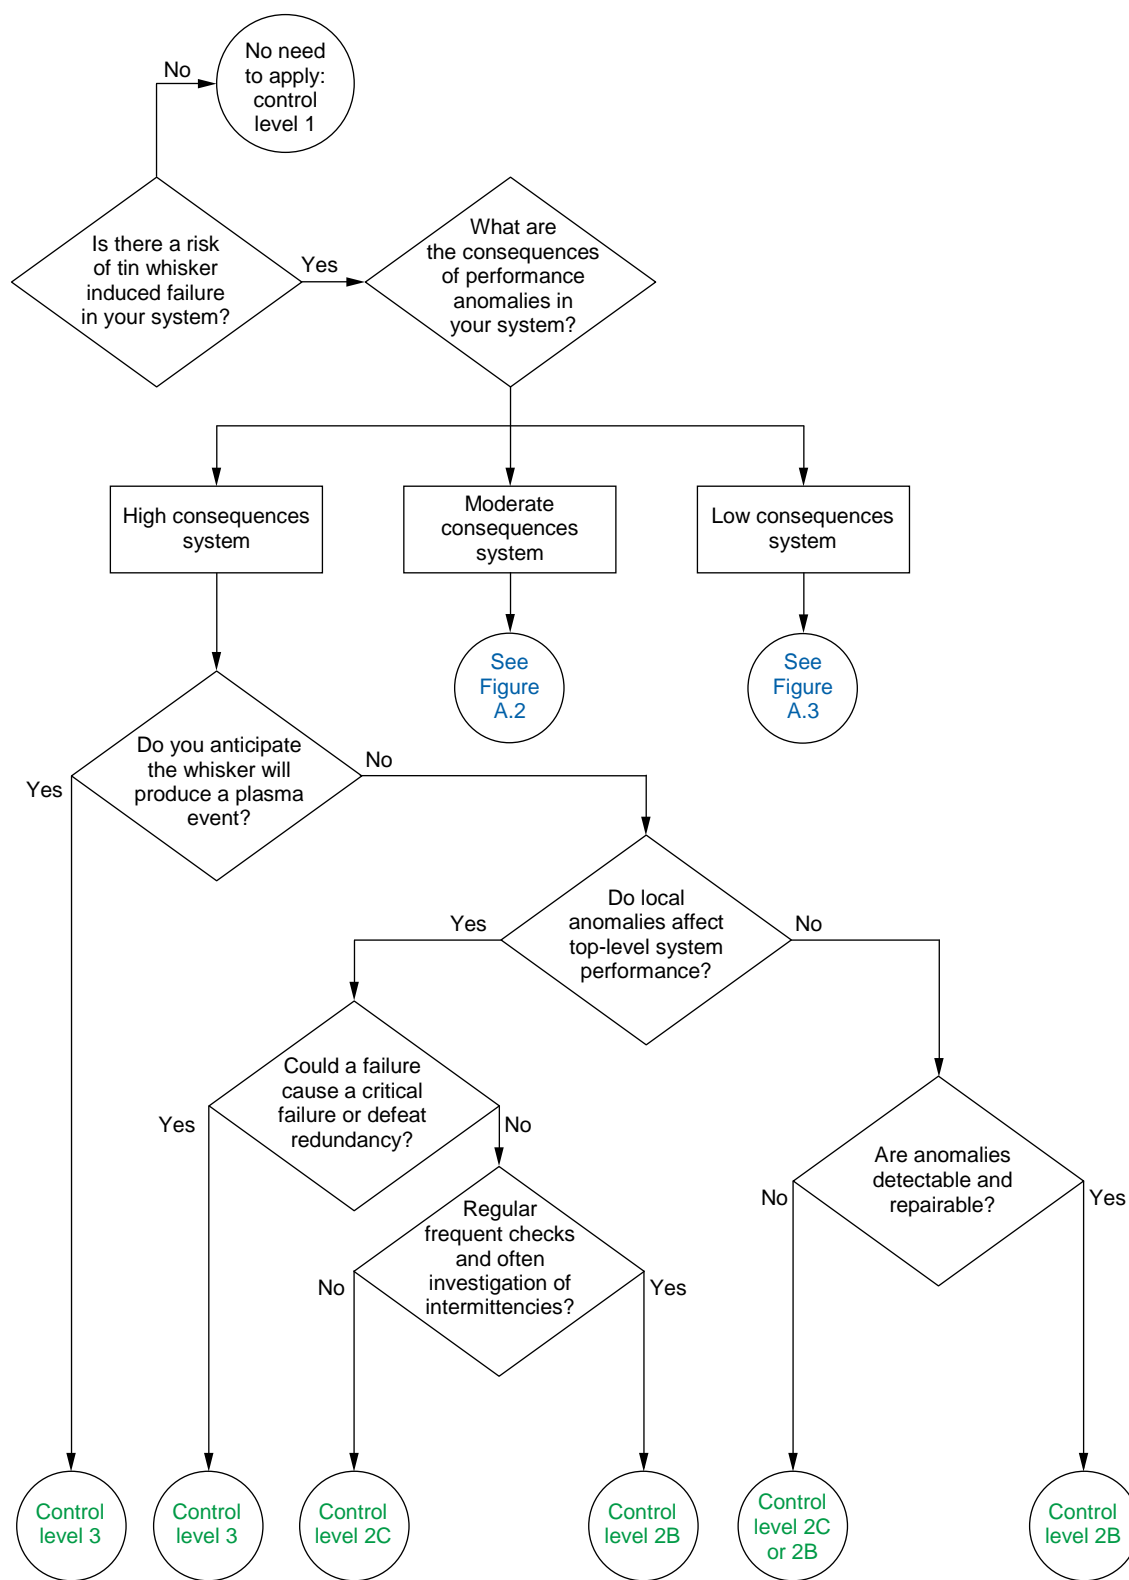 No need
to apply:
control
level 1
No
Is there a risk
of tin whisker
induced failure
in your system?
Yes
What are
the consequences
of performance
anomalies in
your system?
High consequences
system
Moderate
consequences
system
Low consequences
system
See
Figure
A.2
See
Figure
A.3
Do you anticipate
the whisker will
produce a plasma
event?
Yes
No
Do local
anomalies affect
top-level system
performance?
Yes
No
Could a failure
cause a critical
failure or defeat
redundancy?
Yes
No
Are anomalies
detectable and
repairable?
No
Yes
Regular
frequent checks
and often
investigation of
intermittencies?
No
Yes
Control
level 3
Control
level 3
Control
level 2C
Control
level 2B
Control
level 2C
or 2B
Control
level 2B